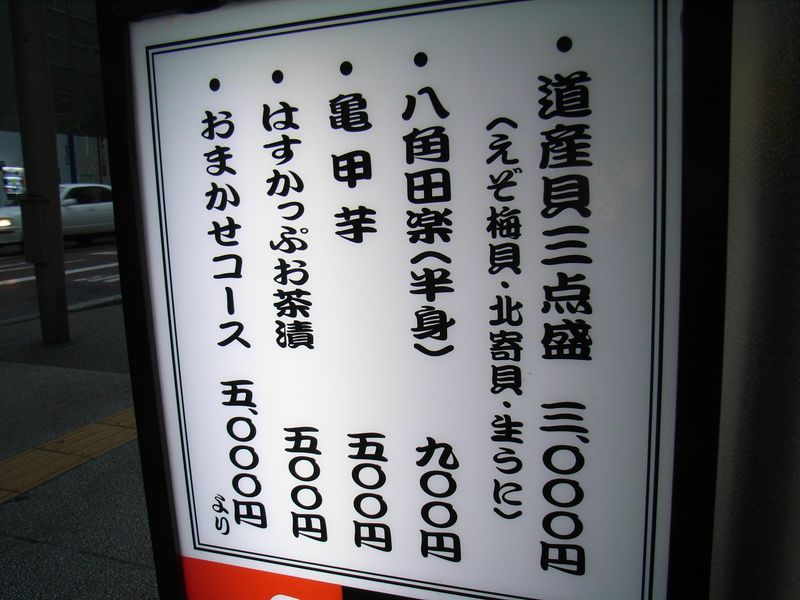 ・道産貝三点盛 三、〇〇〇円
（えぞ梅貝・北寄貝・生うに）
・八角田楽（半身） 九〇〇円
・亀甲芋 五〇〇円
・はすかっぷお茶漬 五〇〇円
・おまかせコース 五、〇〇〇円より